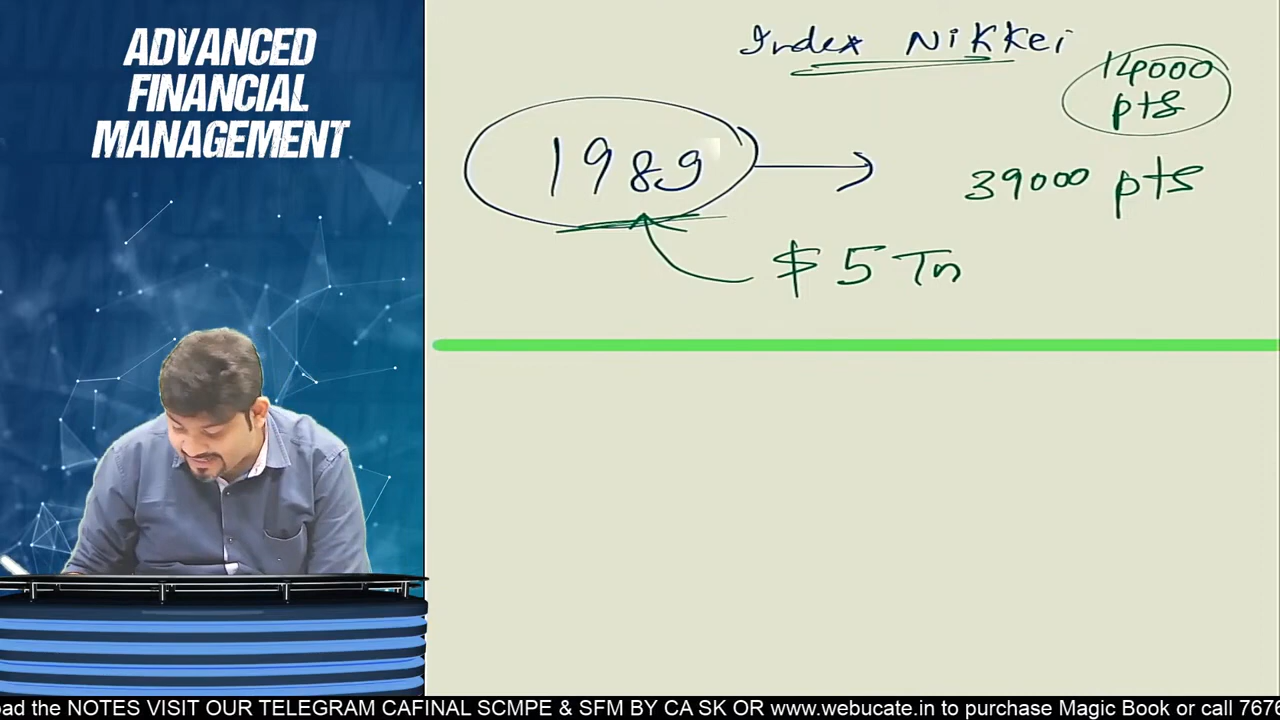 ADVANCED
FINANCIAL
MANAGEMENT
Index Nikkei
14000
pts
1989
39000 pts
$ 5 Tn
oad the NOTES VISIT OUR TELEGRAM CAFINAL SCMPE & SFM BY CA SK OR www.webucate.in to purchase Magic Book or call 7676